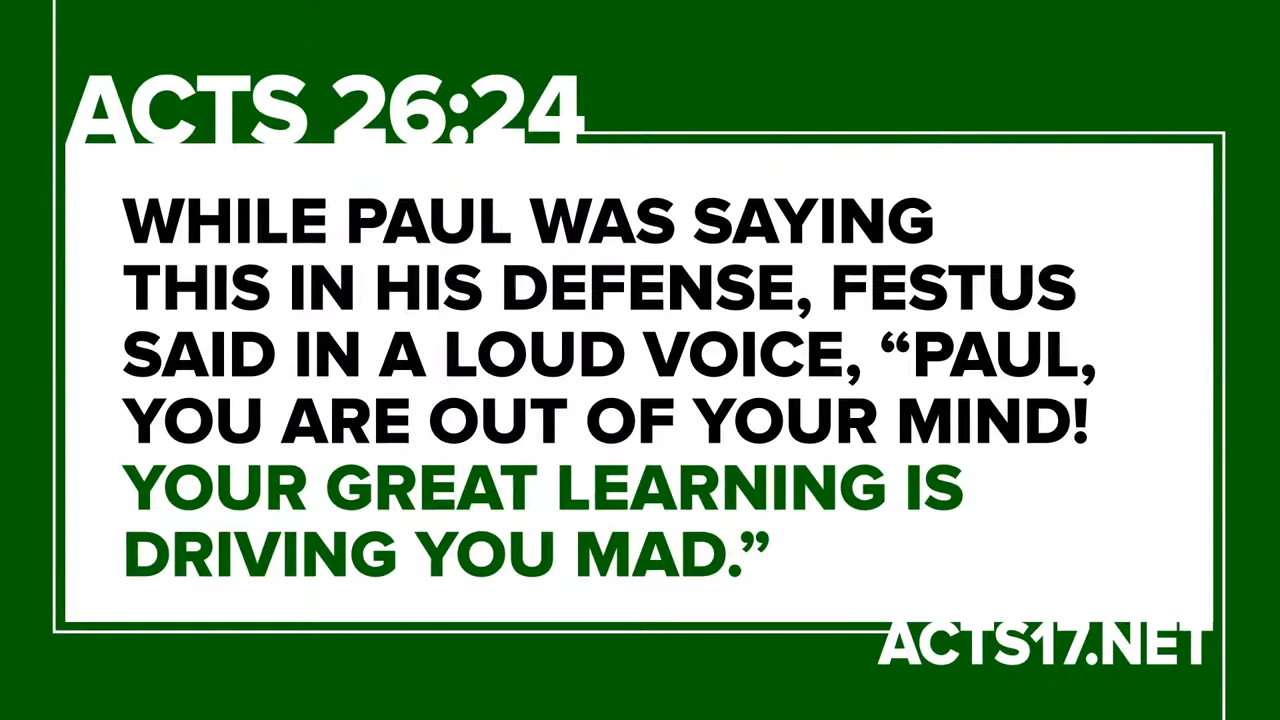 ACTS 26:24
WHILE PAUL WAS SAYING
THIS IN HIS DEFENSE, FESTUS
SAID IN A LOUD VOICE, “PAUL,
YOU ARE OUT OF YOUR MIND!
YOUR GREAT LEARNING IS
DRIVING YOU MAD.”
ACTS17.NET